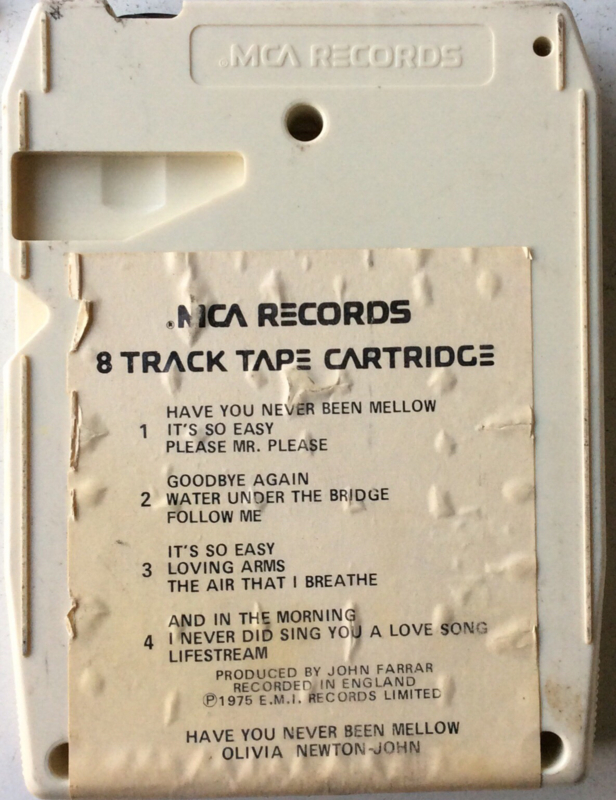 ®MCA RECORDS
®MCA RECORDS
8 TRACK TAPE CARTRIDGE
HAVE YOU NEVER BEEN MELLOW
1 IT'S SO EASY
PLEASE MR. PLEASE
GOODBYE AGAIN
2 WATER UNDER THE BRIDGE
FOLLOW ME
IT'S SO EASY
3 LOVING ARMS
THE AIR THAT I BREATHE
AND IN THE MORNING
4 I NEVER DID SING YOU A LOVE SONG
LIFESTREAM
PRODUCED BY JOHN FARRAR
RECORDED IN ENGLAND
℗1975 E.M.I. RECORDS LIMITED
HAVE YOU NEVER BEEN MELLOW
OLIVIA NEWTON-JOHN